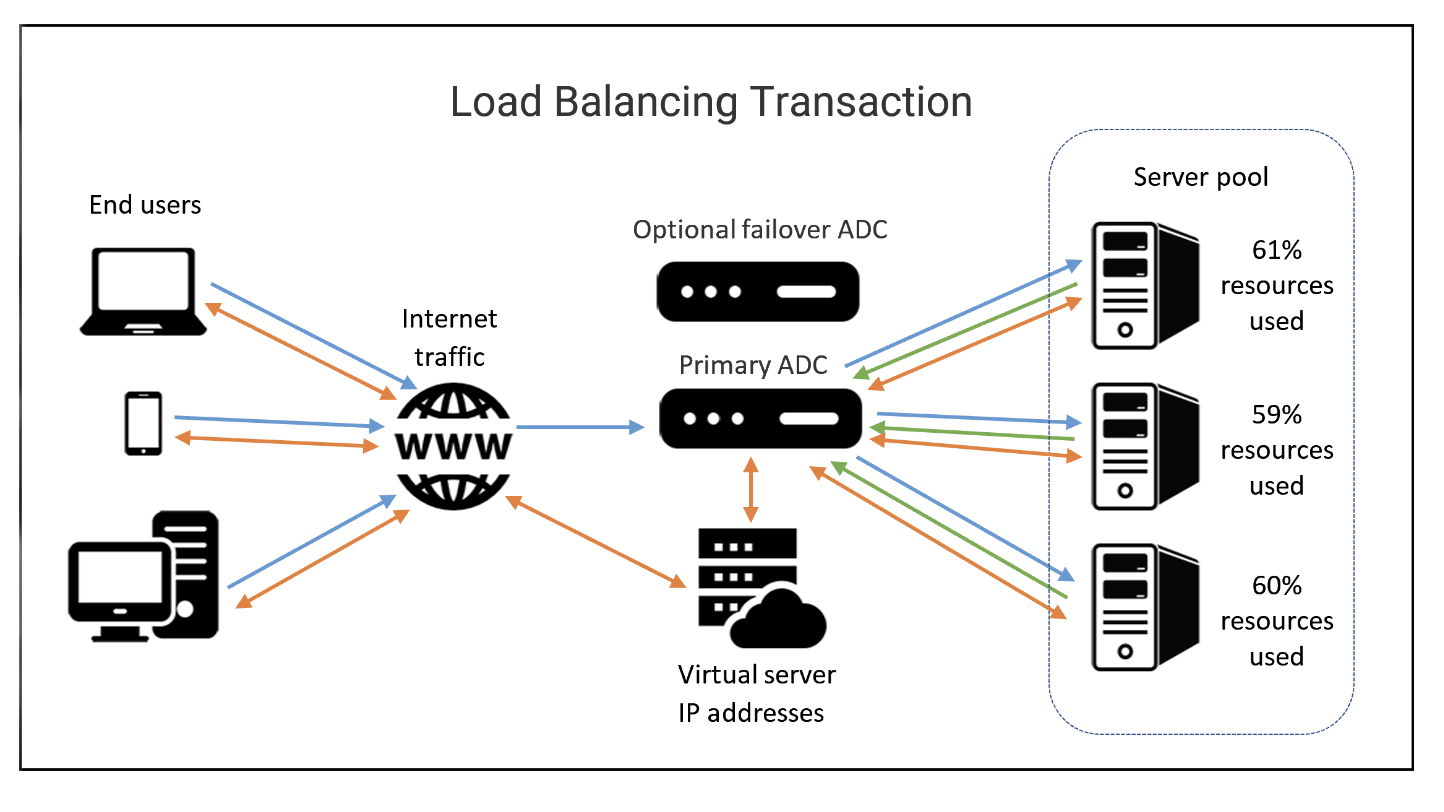 Load Balancing Transaction
End users
Internet
traffic
WWW
Optional failover ADC
Primary ADC
Virtual server
IP addresses
Server pool
61%
resources
used
59%
resources
used
60%
resources
used